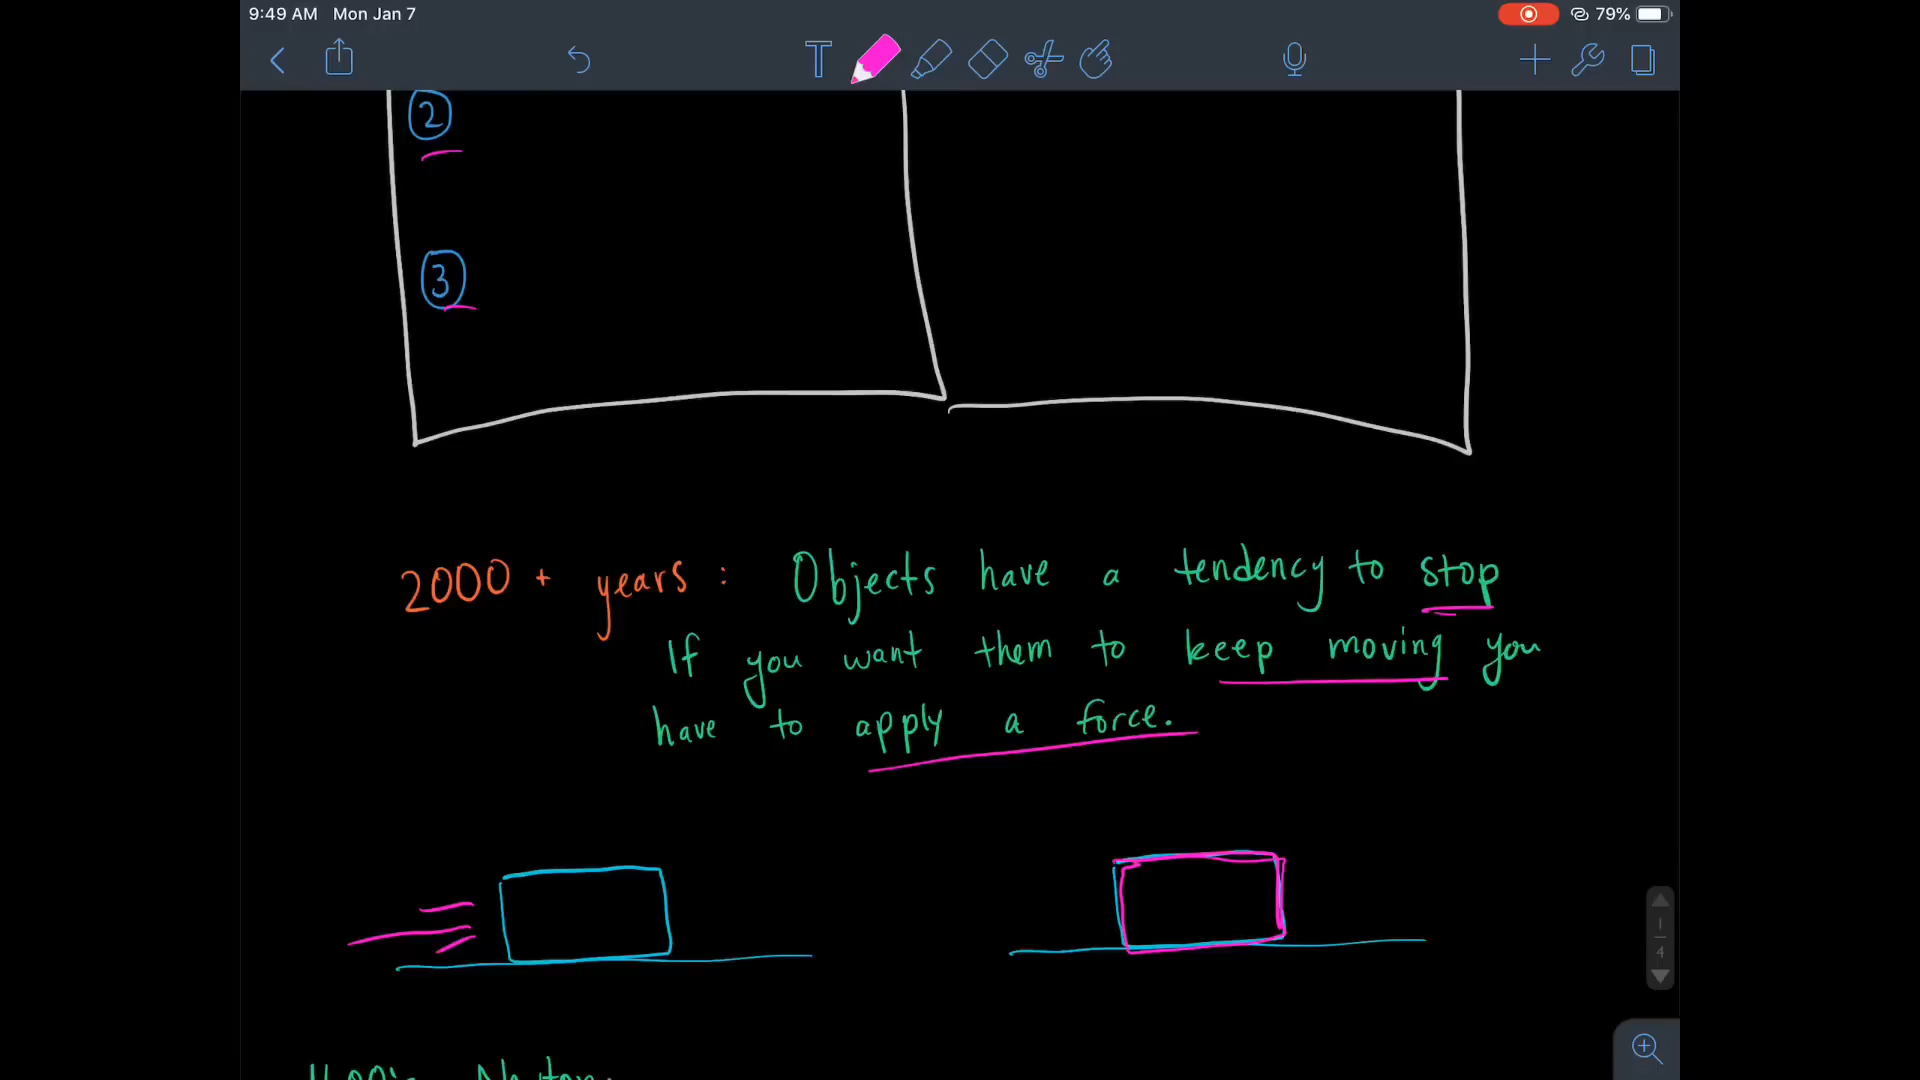 9:49 AM Mon Jan 7
79%
T
2
3
2000 + years : Objects have a tendency to stop
If you want them to keep moving you
have to apply a force.
1
4